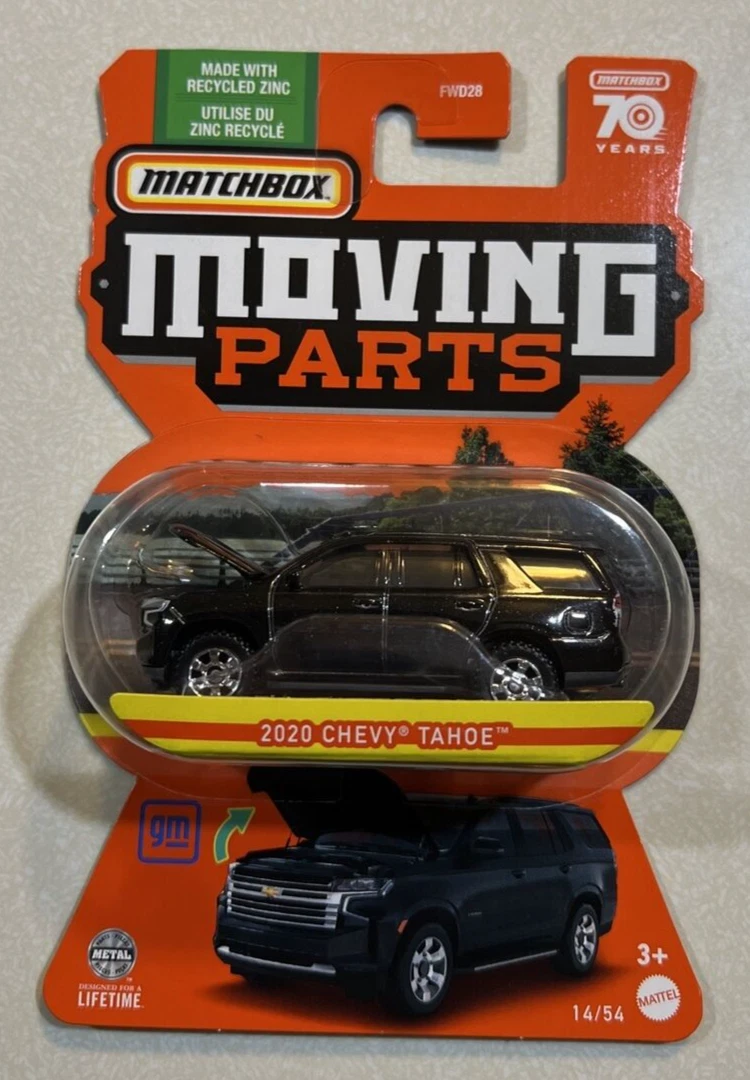 MADE WITH
RECYCLED ZINC
UTILISE DU
ZINC RECYCLÉ
FWD28
MATCHBOX
70
YEARS
MATCHBOX™
MOVING
PARTS
2020 CHEVY® TAHOE™
gm
METAL
DESIGNED FOR A
LIFETIME
3+
MATTEL
14/54